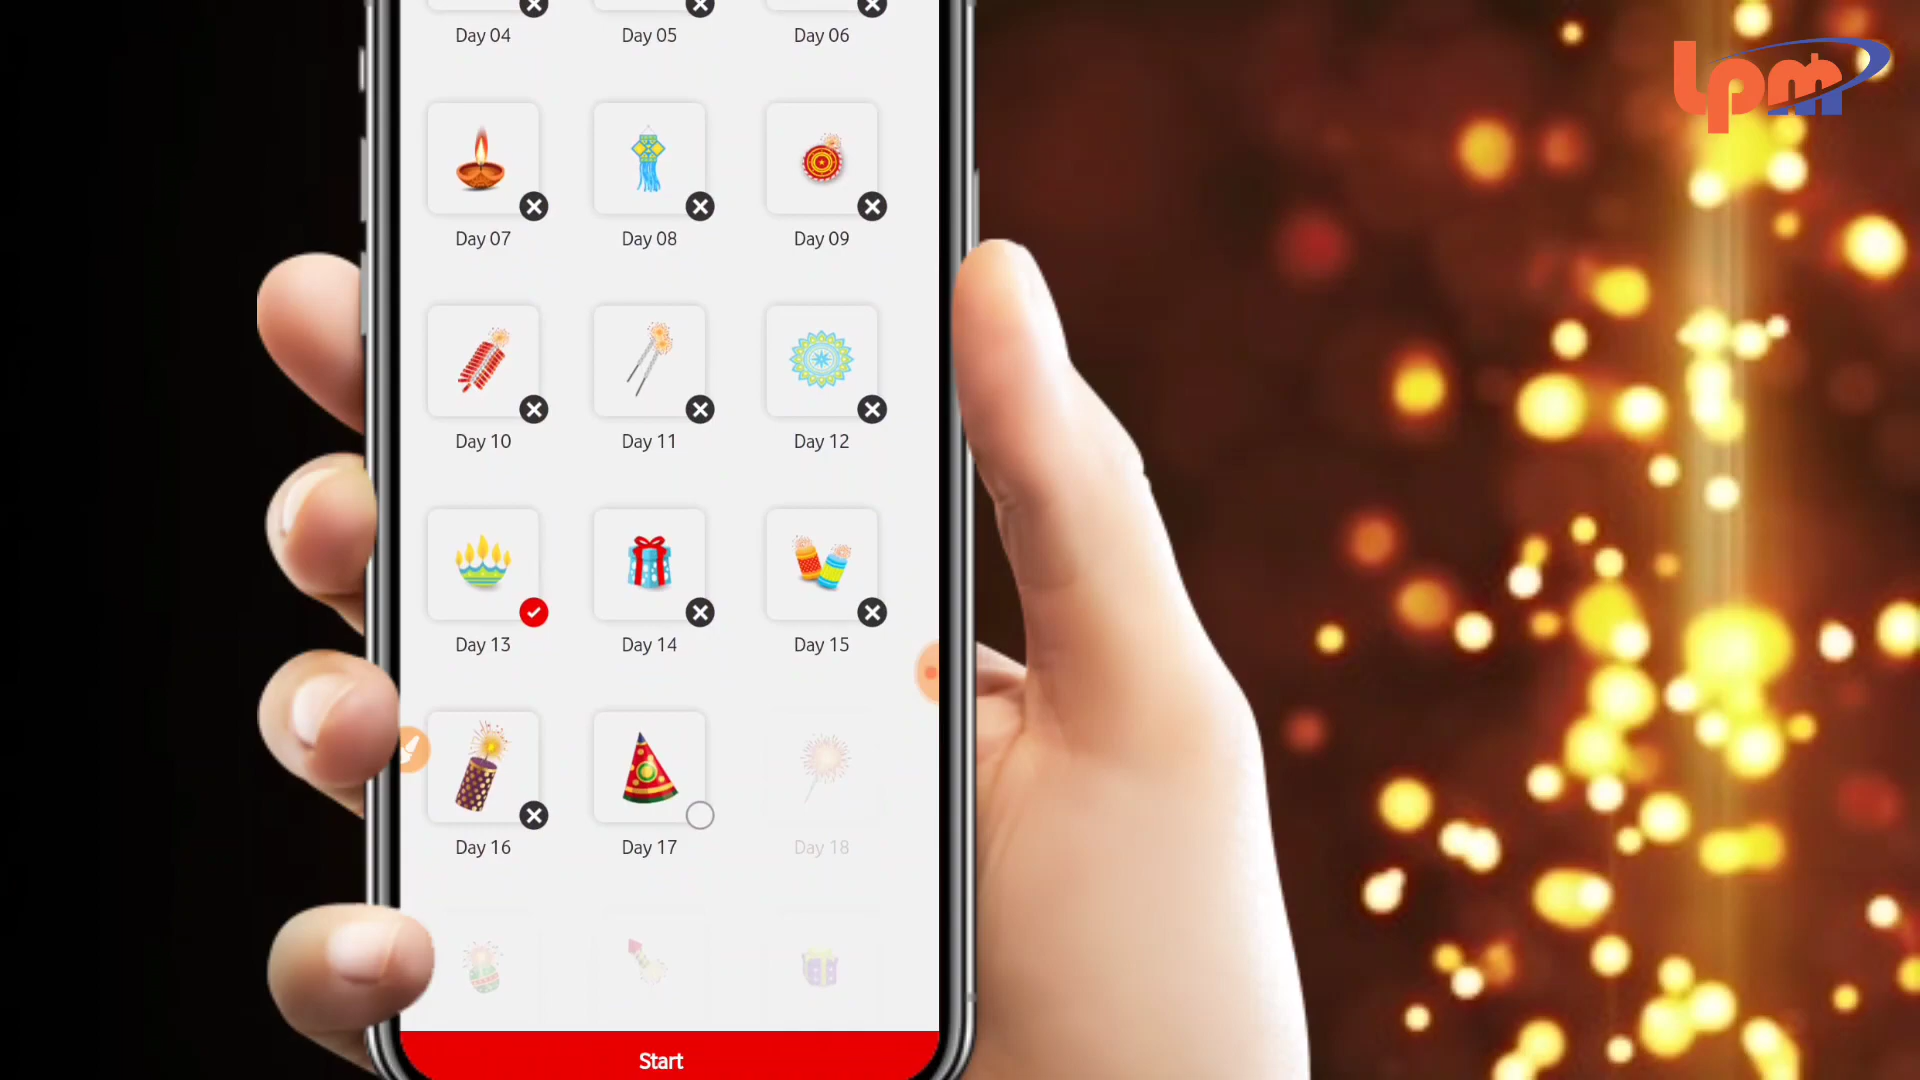 Day 04 Day 05 Day 06
Day 07 Day 08 Day 09
Day 10 Day 11 Day 12
Day 13 Day 14 Day 15
Day 16 Day 17 Day 18
Start
lpm